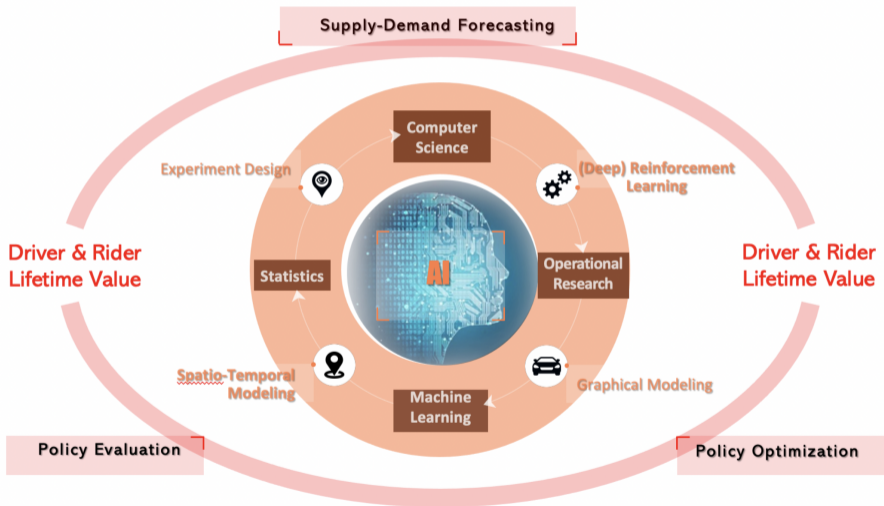 Supply-Demand Forecasting
Computer
Science
Experiment Design
(Deep) Reinforcement
Learning
Driver & Rider
Lifetime Value
Statistics
AI
Operational
Research
Driver & Rider
Lifetime Value
Spatio-Temporal
Modeling
Graphical Modeling
Machine
Learning
Policy Evaluation
Policy Optimization